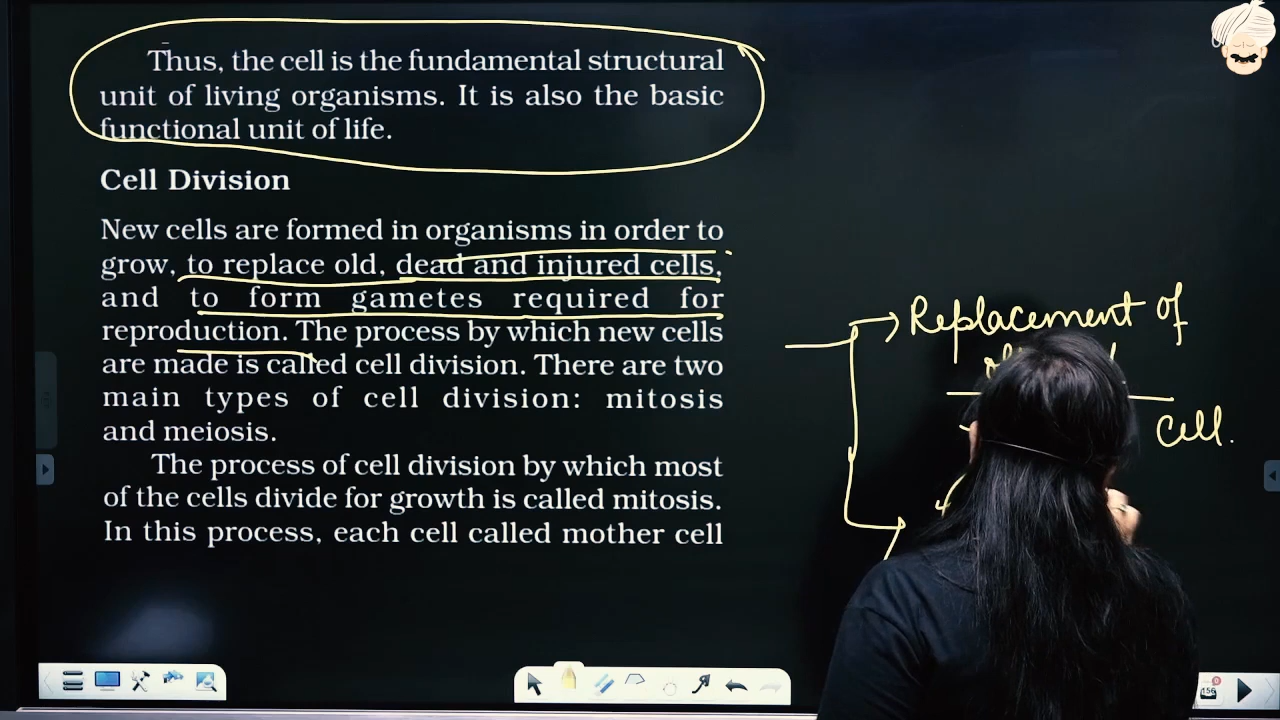 Thus, the cell is the fundamental structural
unit of living organisms. It is also the basic
functional unit of life.
Cell Division
New cells are formed in organisms in order to
grow, to replace old, dead and injured cells,
and to form gametes required for
reproduction. The process by which new cells
are made is called cell division. There are two
main types of cell division: mitosis
and meiosis.
The process of cell division by which most
of the cells divide for growth is called mitosis.
In this process, each cell called mother cell
Replacement of
Cell.
156